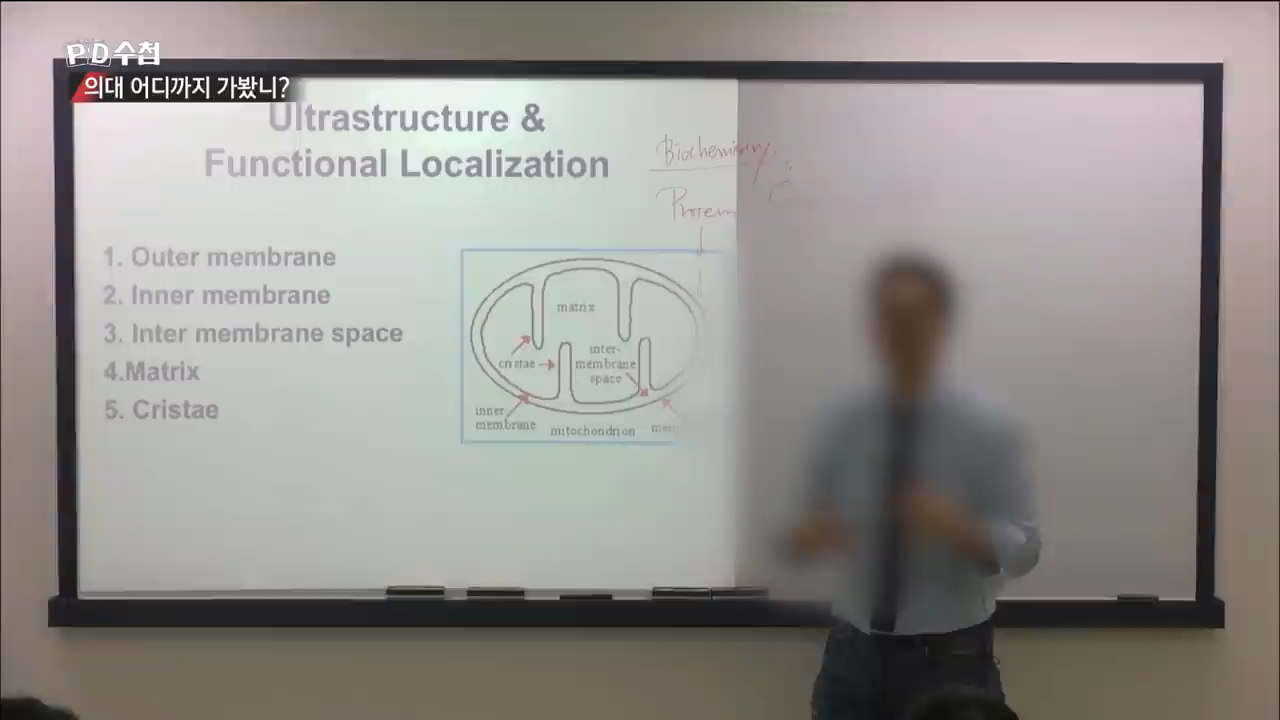 PD수첩
의대 어디까지 가봤니?
Ultrastructure &
Functional Localization
Biochemistry.
1. Outer membrane
2. Inner membrane
3. Inter membrane space
4.Matrix
5. Cristae
matrix
cristae
inter-
membrane
space
inner
membrane
mitochondrion